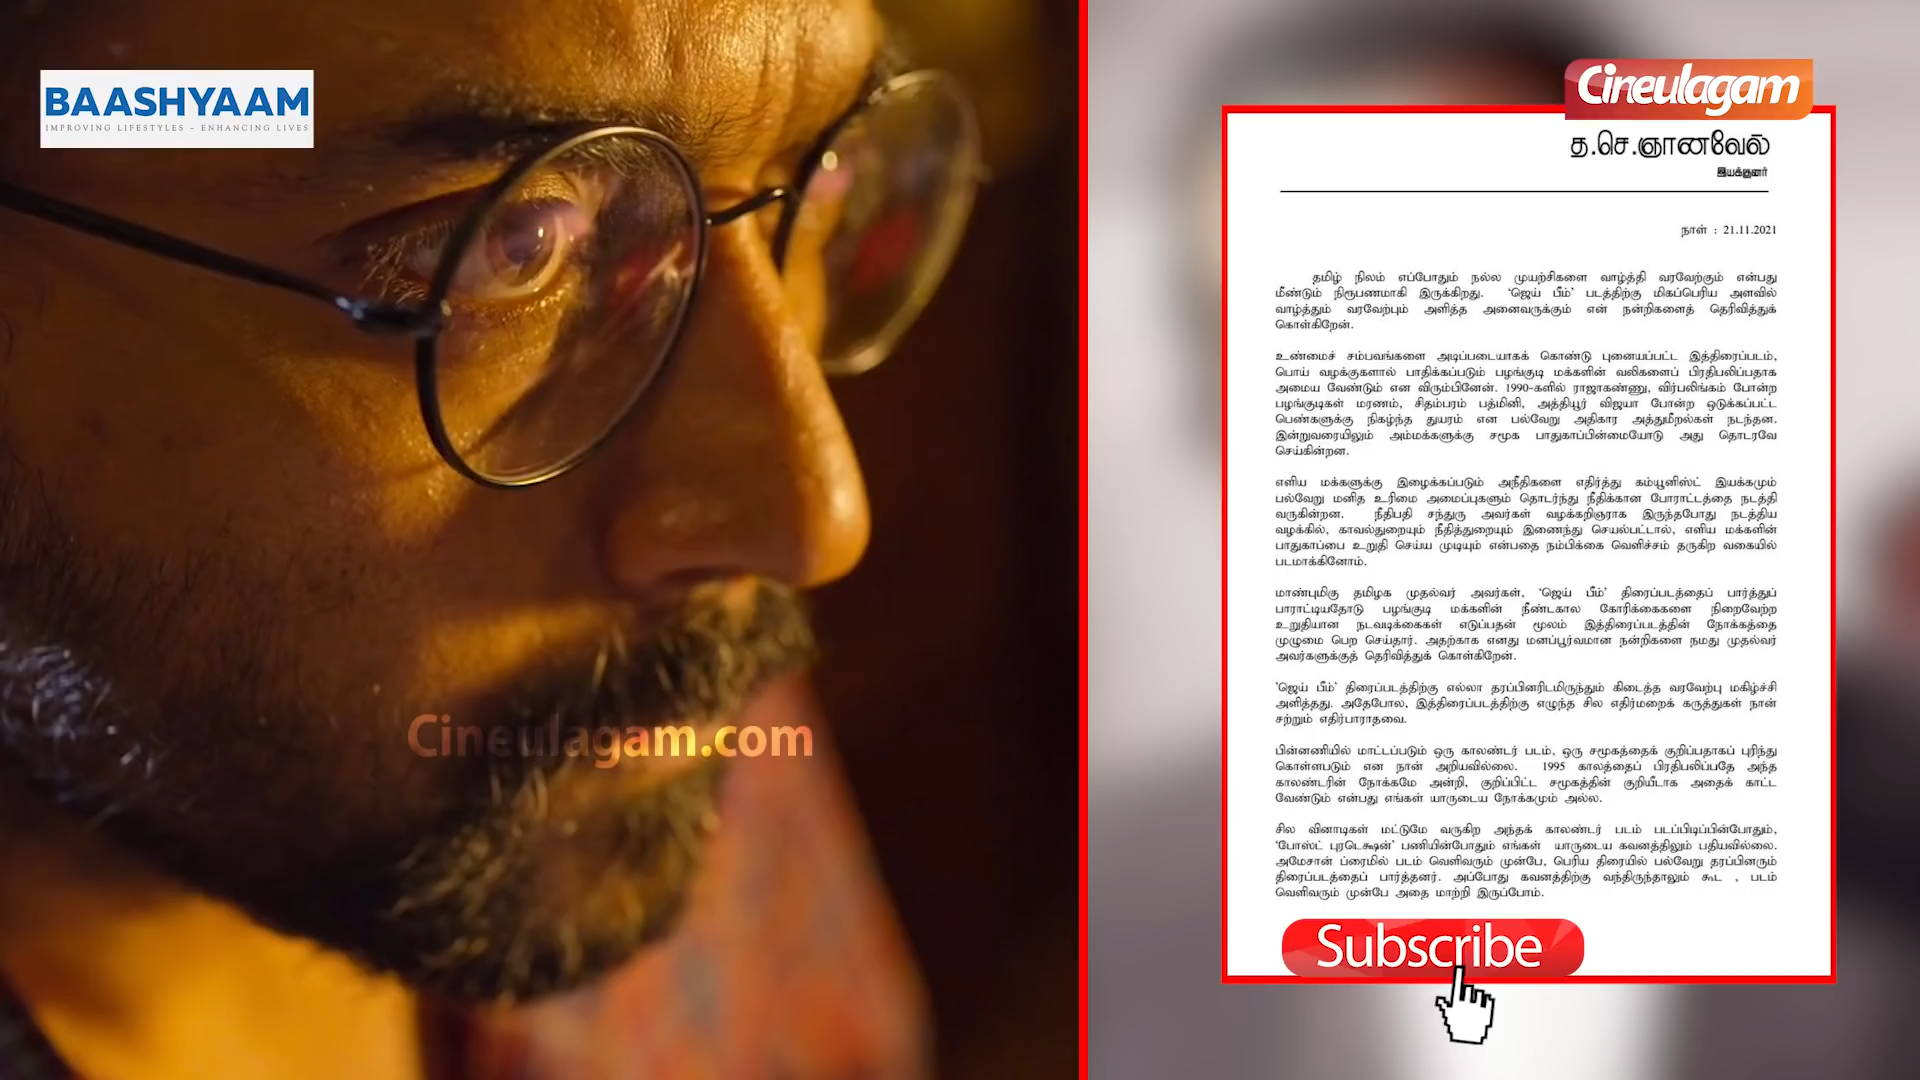 BAASHYAAM
IMPROVING LIFESTYLES - ENHANCING LIVES
Cineulagam.com
Cineulagam
த.செ.ஞானவேல்
இயக்குனர்
நாள் : 21.11.2021
தமிழ் நிலம் எப்போதும் நல்ல முயற்சிகளை வாழ்த்தி வரவேற்கும் என்பது
மீண்டும் நிரூபணமாகி இருக்கிறது. 'ஜெய் பீம்' படத்திற்கு மிகப்பெரிய அளவில்
வாழ்த்தும் வரவேற்பும் அளித்த அனைவருக்கும் என் நன்றிகளைத் தெரிவித்துக்
கொள்கிறேன்.
உண்மைச் சம்பவங்களை அடிப்படையாகக் கொண்டு புனையப்பட்ட இத்திரைப்படம்,
பொய் வழக்குகளால் பாதிக்கப்படும் பழங்குடி மக்களின் வலிகளைப் பிரதிபலிப்பதாக
அமைய வேண்டும் என விரும்பினேன். 1990-களில் ராஜாகண்ணு, விர்பலிங்கம் போன்ற
பழங்குடிகள் மரணம், சிதம்பரம் பத்மினி, அத்தியூர் விஜயா போன்ற ஒடுக்கப்பட்ட
பெண்களுக்கு நிகழ்ந்த துயரம் என பல்வேறு அதிகார அத்துமீறல்கள் நடந்தன.
இன்றுவரையிலும் அம்மக்களுக்கு சமூக பாதுகாப்பின்மையோடு அது தொடரவே
செய்கின்றன.
எளிய மக்களுக்கு இழைக்கப்படும் அநீதிகளை எதிர்த்து கம்யூனிஸ்ட் இயக்கமும்
பல்வேறு மனித உரிமை அமைப்புகளும் தொடர்ந்து நீதிக்கான போராட்டத்தை நடத்தி
வருகின்றன. நீதிபதி சந்துரு அவர்கள் வழக்கறிஞராக இருந்தபோது நடத்திய
வழக்கில், காவல்துறையும் நீதித்துறையும் இணைந்து செயல்பட்டால், எளிய மக்களின்
பாதுகாப்பை உறுதி செய்ய முடியும் என்பதை நம்பிக்கை வெளிச்சம் தருகிற வகையில்
படமாக்கினோம்.
மாண்புமிகு தமிழக முதல்வர் அவர்கள், 'ஜெய் பீம்' திரைப்படத்தைப் பார்த்துப்
பாராட்டியதோடு பழங்குடி மக்களின் நீண்டகால கோரிக்கைகளை நிறைவேற்ற
உறுதியான நடவடிக்கைகள் எடுப்பதன் மூலம் இத்திரைப்படத்தின் நோக்கத்தை
முழுமை பெற செய்தார். அதற்காக எனது மனப்பூர்வமான நன்றிகளை நமது முதல்வர்
அவர்களுக்குத் தெரிவித்துக் கொள்கிறேன்.
'ஜெய் பீம்' திரைப்படத்திற்கு எல்லா தரப்பினரிடமிருந்தும் கிடைத்த வரவேற்பு மகிழ்ச்சி
அளித்தது. அதேபோல, இத்திரைப்படத்திற்கு எழுந்த சில எதிர்மறைக் கருத்துகள் நான்
சற்றும் எதிர்பாராதவை.
பின்னணியில் மாட்டப்படும் ஒரு காலண்டர் படம், ஒரு சமூகத்தைக் குறிப்பதாகப் புரிந்து
கொள்ளபடும் என நான் அறியவில்லை. 1995 காலத்தைப் பிரதிபலிப்பதே அந்த
காலண்டரின் நோக்கமே அன்றி, குறிப்பிட்ட சமூகத்தின் குறியீடாக அதைக் காட்ட
வேண்டும் என்பது எங்கள் யாருடைய நோக்கமும் அல்ல.
சில வினாடிகள் மட்டுமே வருகிற அந்தக் காலண்டர் படம் படப்பிடிப்பின்போதும்,
'போஸ்ட் புரடெக்ஷன்' பணியின்போதும் எங்கள் யாருடைய கவனத்திலும் பதியவில்லை.
அமேசான் ப்ரைமில் படம் வெளிவரும் முன்பே, பெரிய திரையில் பல்வேறு தரப்பினரும்
திரைப்படத்தைப் பார்த்தனர். அப்போது கவனத்திற்கு வந்திருந்தாலும் கூட , படம்
வெளிவரும் முன்பே அதை மாற்றி இருப்போம்.
Subscribe